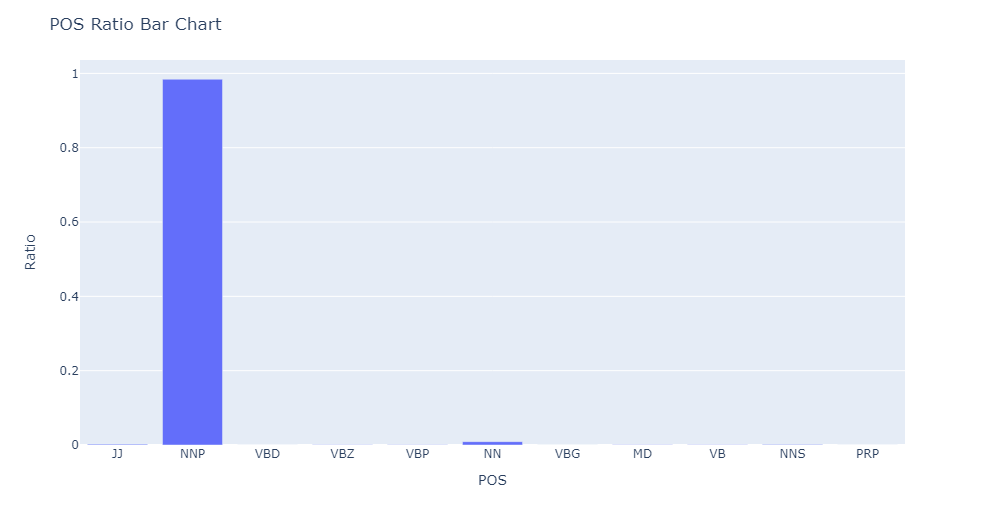 POS Ratio Bar Chart
Ratio
1
0.8
0.6
0.4
0.2
0
JJ NNP VBD VBZ VBP NN VBG MD VB NNS PRP
POS